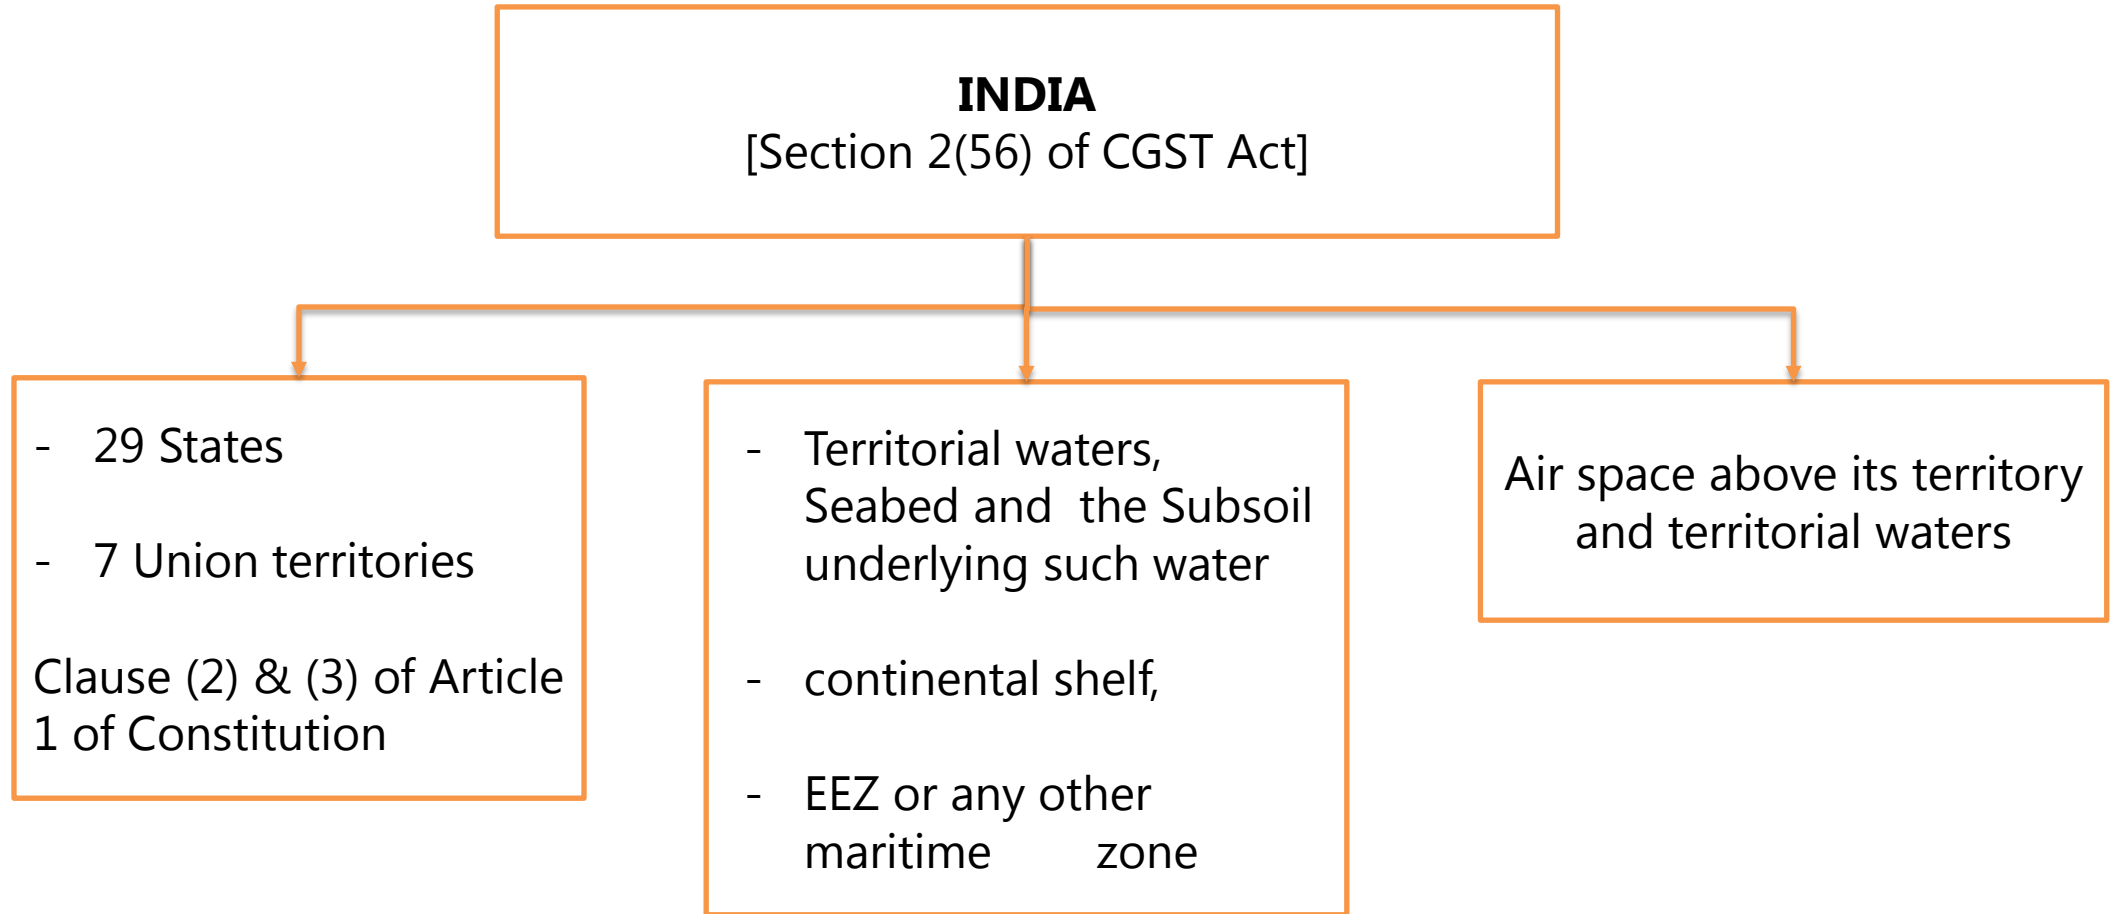 INDIA
[Section 2(56) of CGST Act]
- 29 States
- 7 Union territories
Clause (2) & (3) of Article
1 of Constitution
- Territorial waters,
Seabed and the Subsoil
underlying such water
- continental shelf,
- EEZ or any other
maritime zone
Air space above its territory
and territorial waters